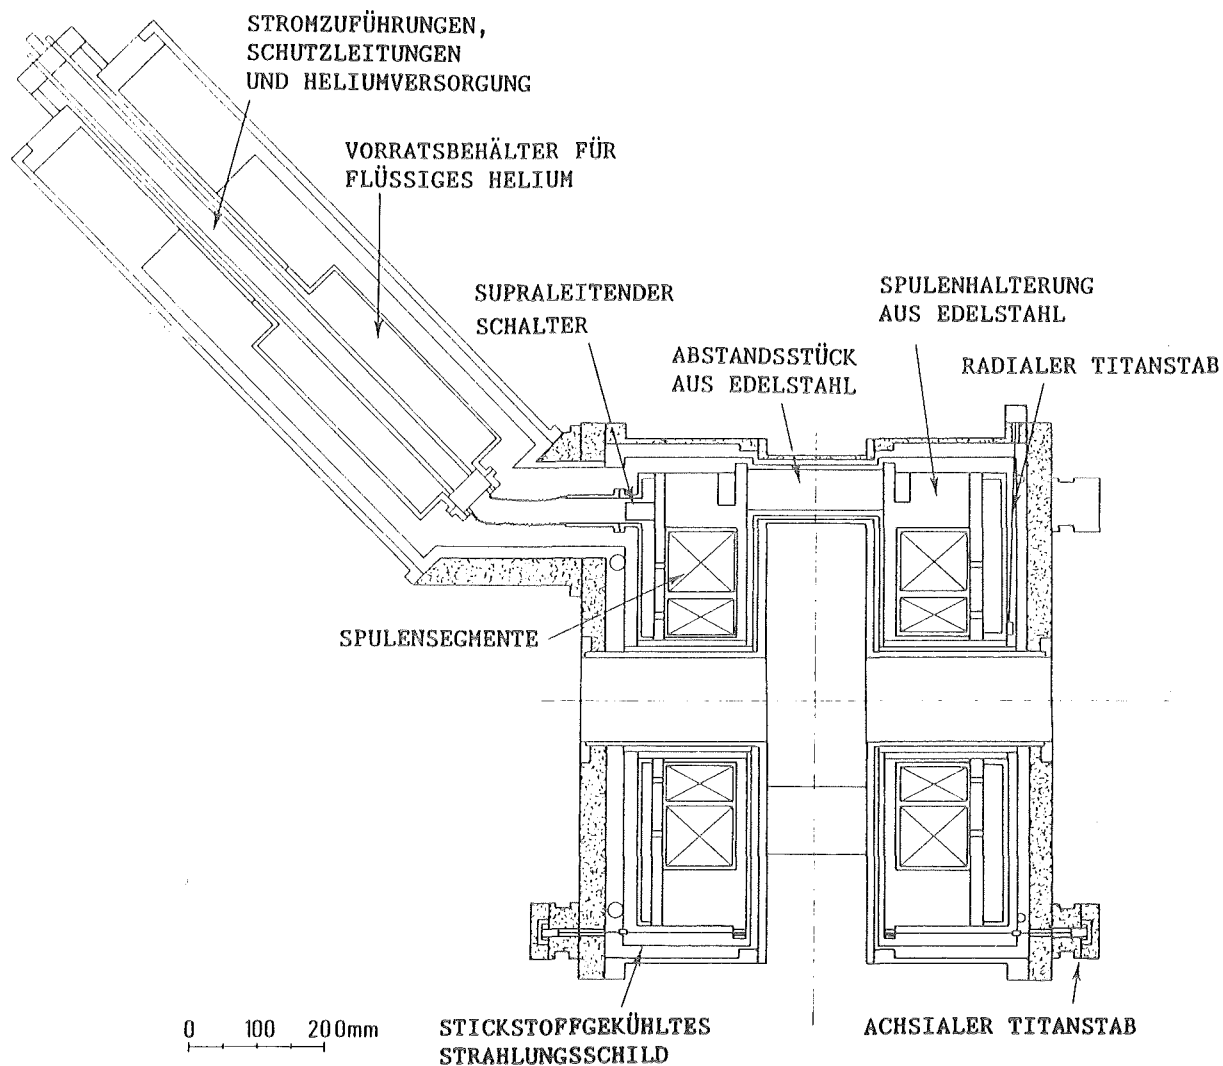 STROMZUFÜHRUNGEN,
SCHUTZLEITUNGEN
UND HELIUMVERSORGUNG
VORRATSBEHÄLTER FÜR
FLÜSSIGES HELIUM
SUPRALEITENDER
SCHALTER
SPULENHALTERUNG
AUS EDELSTAHL
ABSTANDSSTÜCK
AUS EDELSTAHL
RADIALER TITANSTAB
SPULENSEGMENTE
0 100 200mm
STICKSTOFFGEKÜHLTES
STRAHLUNGSSCHILD
ACHSIALER TITANSTAB